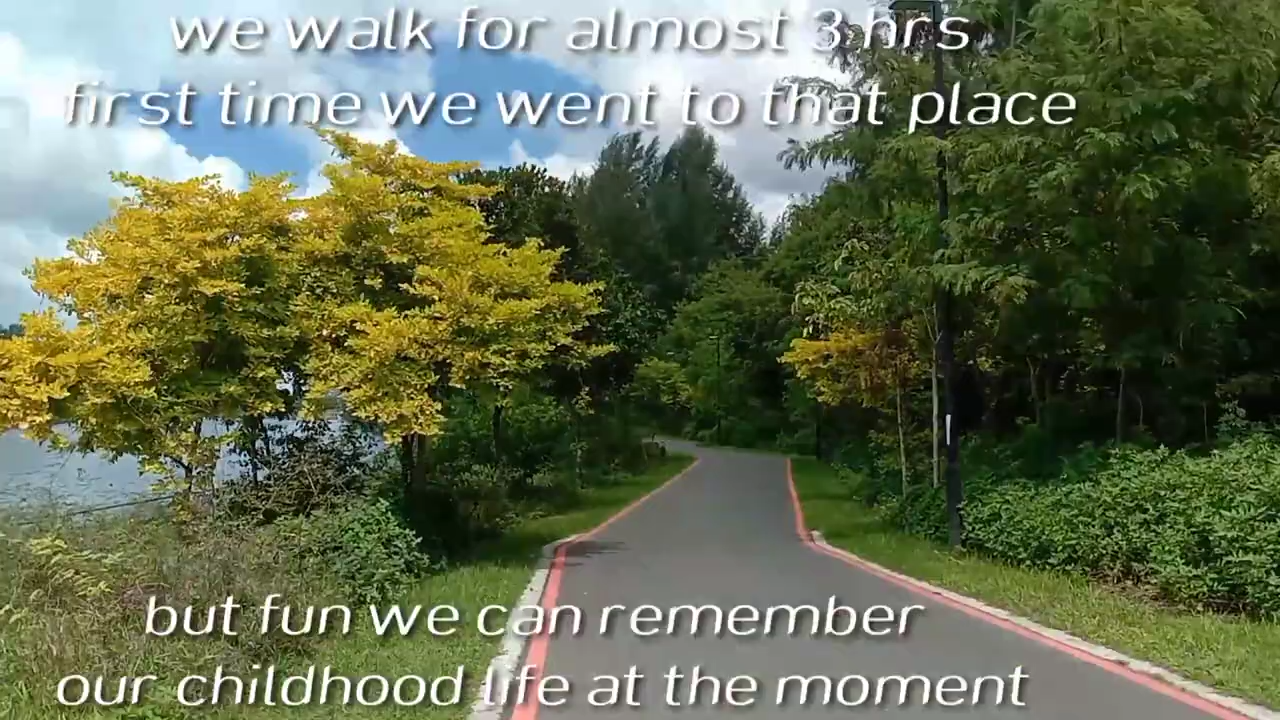 we walk for almost 3 hrs
first time we went to that place
but fun we can remember
our childhood life at the moment